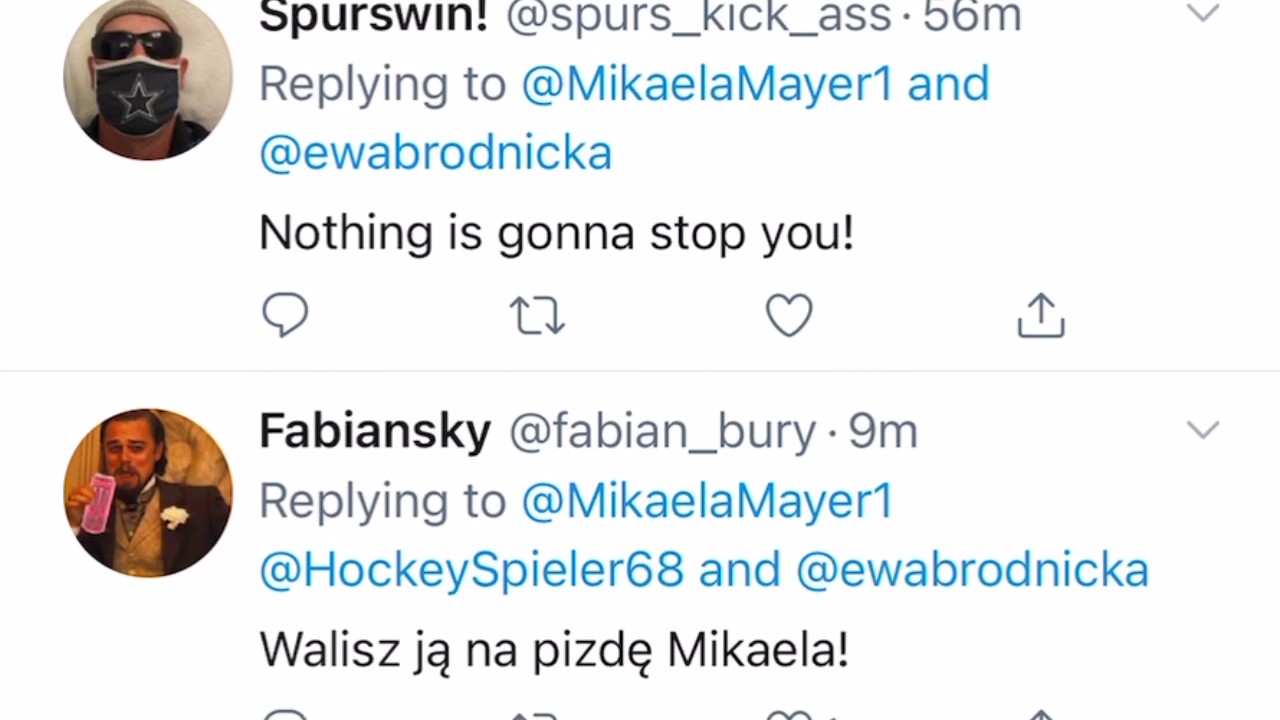 Spurswin! @spurs_kick_ass · 56m
Replying to @MikaelaMayer1 and
@ewabrodnicka
Nothing is gonna stop you!
Fabiansky @fabian_bury · 9m
Replying to @MikaelaMayer1
@HockeySpieler68 and @ewabrodnicka
Walisz ją na pizdę Mikaela!